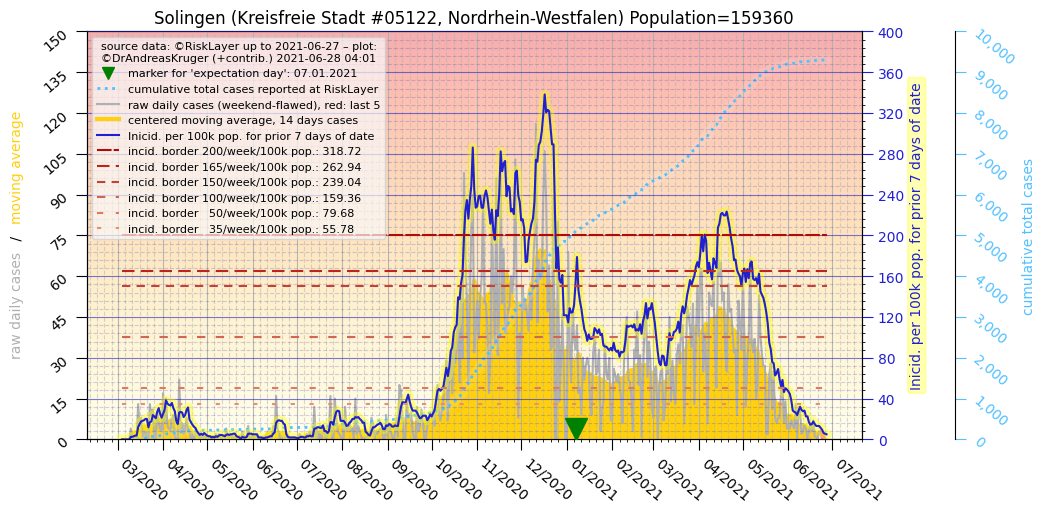 Solingen (Kreisfreie Stadt #05122, Nordrhein-Westfalen) Population=159360
source data: ©RiskLayer up to 2021-06-27 – plot:
©DrAndreasKruger (+contrib.) 2021-06-28 04:01
marker for 'expectation day': 07.01.2021
cumulative total cases reported at RiskLayer
raw daily cases (weekend-flawed), red: last 5
centered moving average, 14 days cases
Inicid. per 100k pop. for prior 7 days of date
incid. border 200/week/100k pop.: 318.72
incid. border 165/week/100k pop.: 262.94
incid. border 150/week/100k pop.: 239.04
incid. border 100/week/100k pop.: 159.36
incid. border   50/week/100k pop.: 79.68
incid. border   35/week/100k pop.: 55.78
raw daily cases / moving average
150
135
120
105
90
75
60
45
30
15
0
03/2020
04/2020
05/2020
06/2020
07/2020
08/2020
09/2020
10/2020
11/2020
12/2020
01/2021
02/2021
03/2021
04/2021
05/2021
06/2021
07/2021
400
360
320
280
240
200
160
120
80
40
0
Inicid. per 100k pop. for prior 7 days of date
10,000
9,000
8,000
7,000
6,000
5,000
4,000
3,000
2,000
1,000
0
cumulative total cases